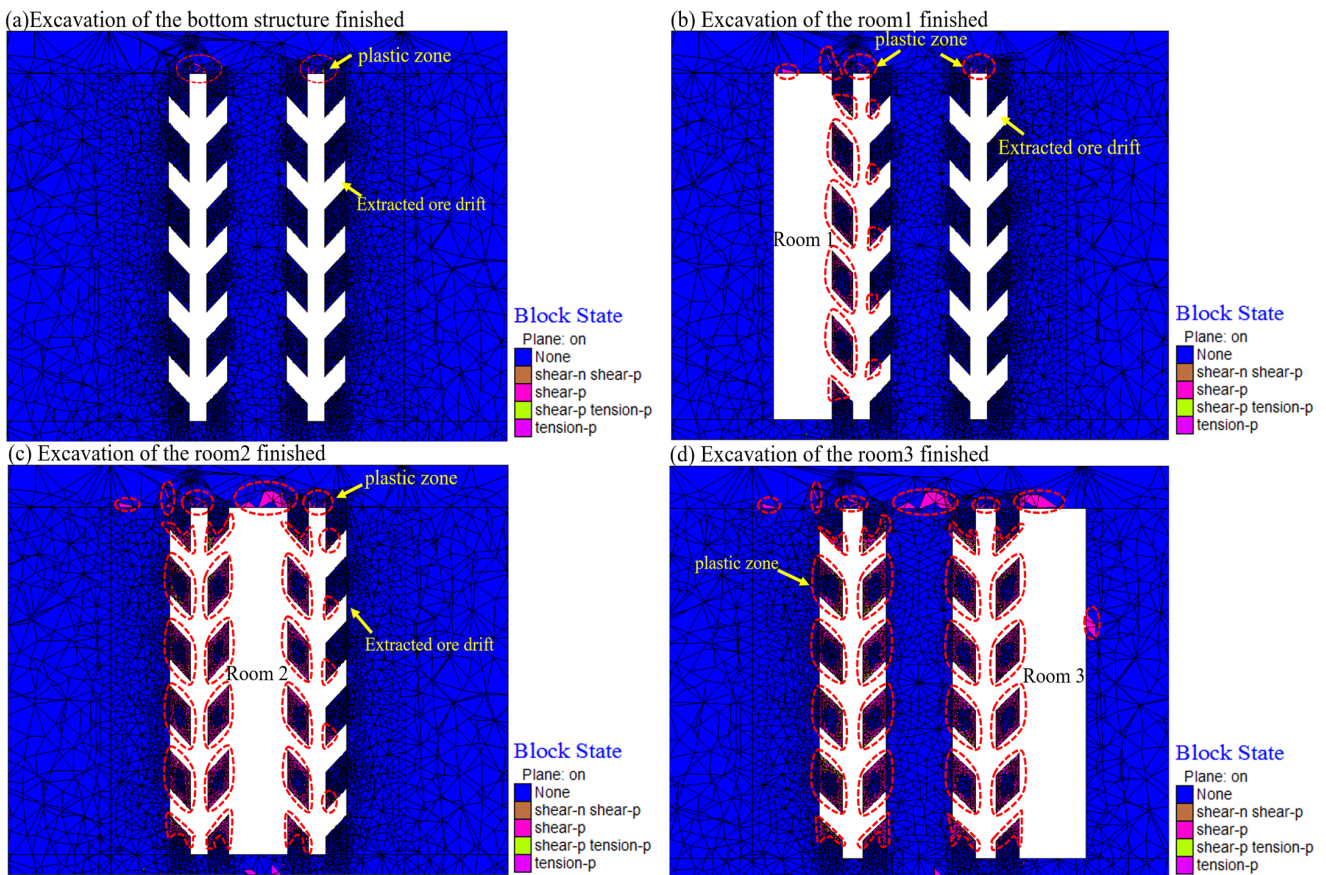 (a)Excavation of the bottom structure finished
plastic zone
Extracted ore drift
Block State
Plane: on
None
shear-n shear-p
shear-p
shear-p tension-p
tension-p
(b) Excavation of the room1 finished
plastic zone
Extracted ore drift
Room 1
Block State
Plane: on
None
shear-n shear-p
shear-p
shear-p tension-p
tension-p
(c) Excavation of the room2 finished
plastic zone
Extracted ore drift
Room 2
Block State
Plane: on
None
shear-n shear-p
shear-p
shear-p tension-p
tension-p
(d) Excavation of the room3 finished
plastic zone
Room 3
Block State
Plane: on
None
shear-n shear-p
shear-p
shear-p tension-p
tension-p